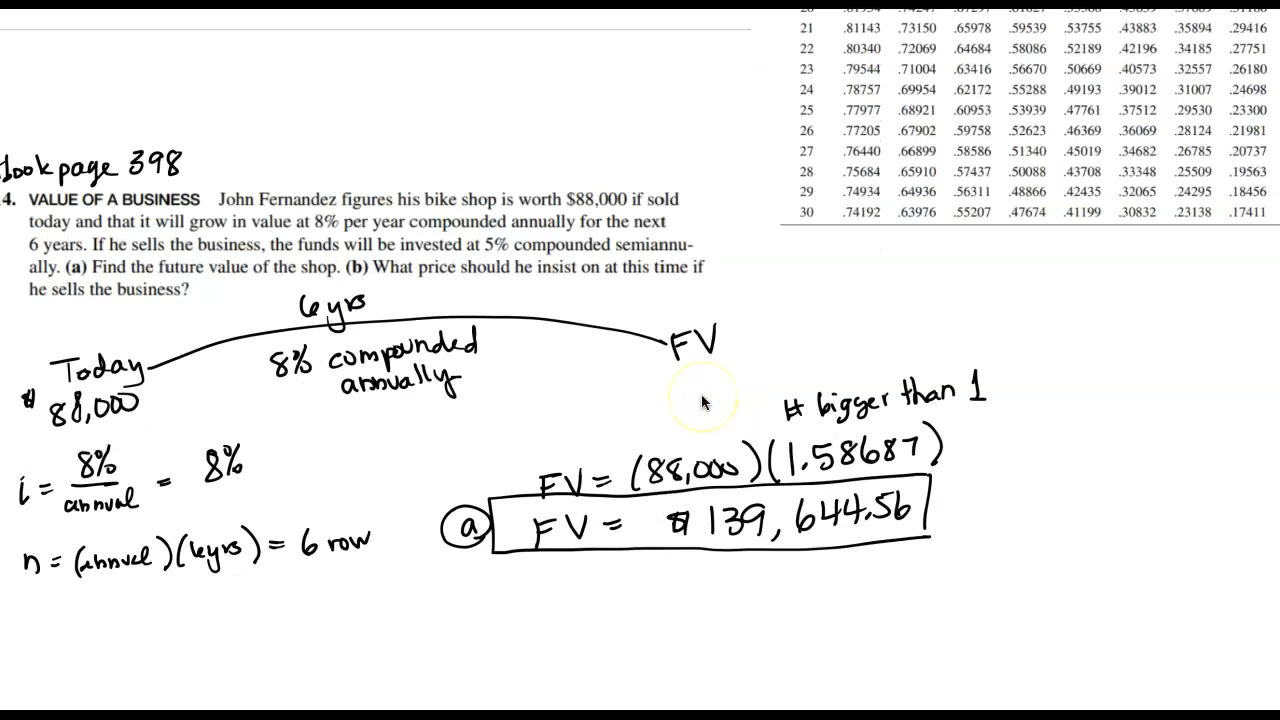 21 .81143 .73150 .65978 .59539 .53755 .43883 .35894 .29416
22 .80340 .72069 .64684 .58086 .52189 .42196 .34185 .27751
23 .79544 .71004 .63416 .56670 .50669 .40573 .32557 .26180
24 .78757 .69954 .62172 .55288 .49193 .39012 .31007 .24698
25 .77977 .68921 .60953 .53939 .47761 .37512 .29530 .23300
26 .77205 .67902 .59758 .52623 .46369 .36069 .28124 .21981
27 .76440 .66899 .58586 .51340 .45019 .34682 .26785 .20737
28 .75684 .65910 .57437 .50088 .43708 .33348 .25509 .19563
29 .74934 .64936 .56311 .48866 .42435 .32065 .24295 .18456
30 .74192 .63976 .55207 .47674 .41199 .30832 .23138 .17411
look page 398
4. VALUE OF A BUSINESS John Fernandez figures his bike shop is worth $88,000 if sold
today and that it will grow in value at 8% per year compounded annually for the next
6 years. If he sells the business, the funds will be invested at 5% compounded semiannu-
ally. (a) Find the future value of the shop. (b) What price should he insist on at this time if
he sells the business?
6 yrs
Today
8% compounded
annually
FV
$88,000
# bigger than 1
i = 8% / annual = 8%
FV = (88,000)(1.58687)
a FV = $139,644.56
n = (annual)(6yrs) = 6 row